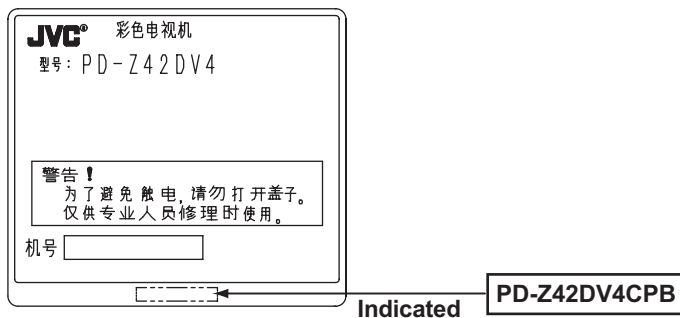 JVC® 彩色电视机
型号: PD-Z42DV4
警告!
为了避免触电,请勿打开盖子。
仅供专业人员修理时使用。
机号
Indicated
PD-Z42DV4CPB